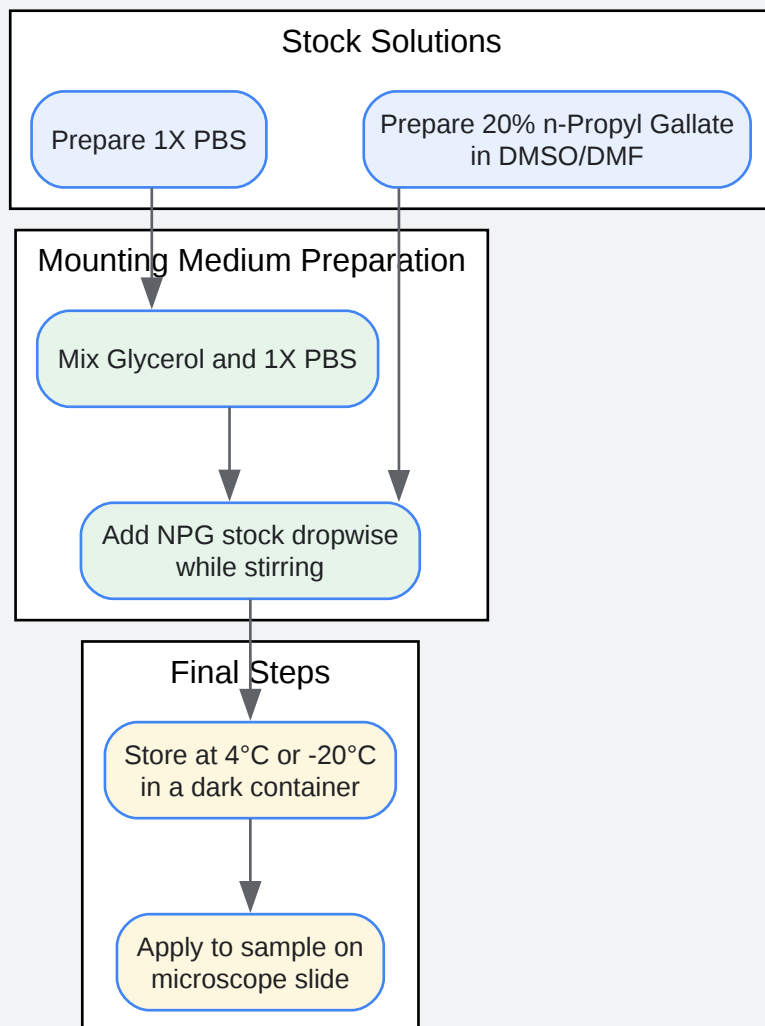 Stock Solutions
Prepare 1X PBS
Prepare 20% n-Propyl Gallate
in DMSO/DMF
Mounting Medium Preparation
Mix Glycerol and 1X PBS
Add NPG stock dropwise
while stirring
Final Steps
Store at 4°C or -20°C
in a dark container
Apply to sample on
microscope slide